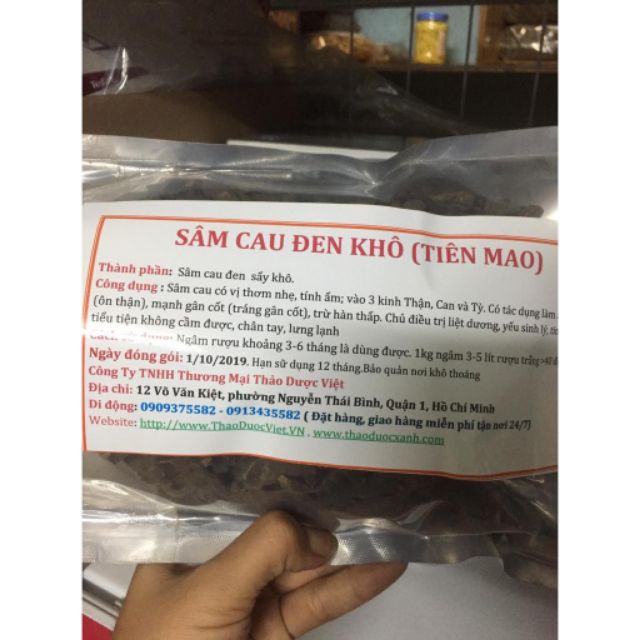 SÂM CAU ĐEN KHÔ (TIÊN MAO)
Thành phần: Sâm cau đen sấy khô.
Công dụng : Sâm cau có vị thơm nhẹ, tính ấm; vào 3 kinh Thận, Can và Tỳ. Có tác dụng làm
(ôn thận), mạnh gân cốt (tráng gân cốt), trừ hàn thấp. Chủ điều trị liệt dương, yếu sinh lý,
tiểu tiện không cầm được, chân tay, lưng lạnh
Ngâm rượu khoảng 3-6 tháng là dùng được. 1kg ngâm 3-5 lít rượu trắng >40
Ngày đóng gói: 1/10/2019. Hạn sử dụng 12 tháng.Bảo quản nơi khô thoáng
Công Ty TNHH Thương Mại Thảo Dược Việt
Địa chỉ: 12 Võ Văn Kiệt, phường Nguyễn Thái Bình, Quận 1, Hồ Chí Minh
Di động: 0909375582 - 0913435582 ( Đặt hàng, giao hàng miễn phí tận nơi 24/7)
Website: http://www.ThaoDuocViet.VN , www.thaoduocxanh.com